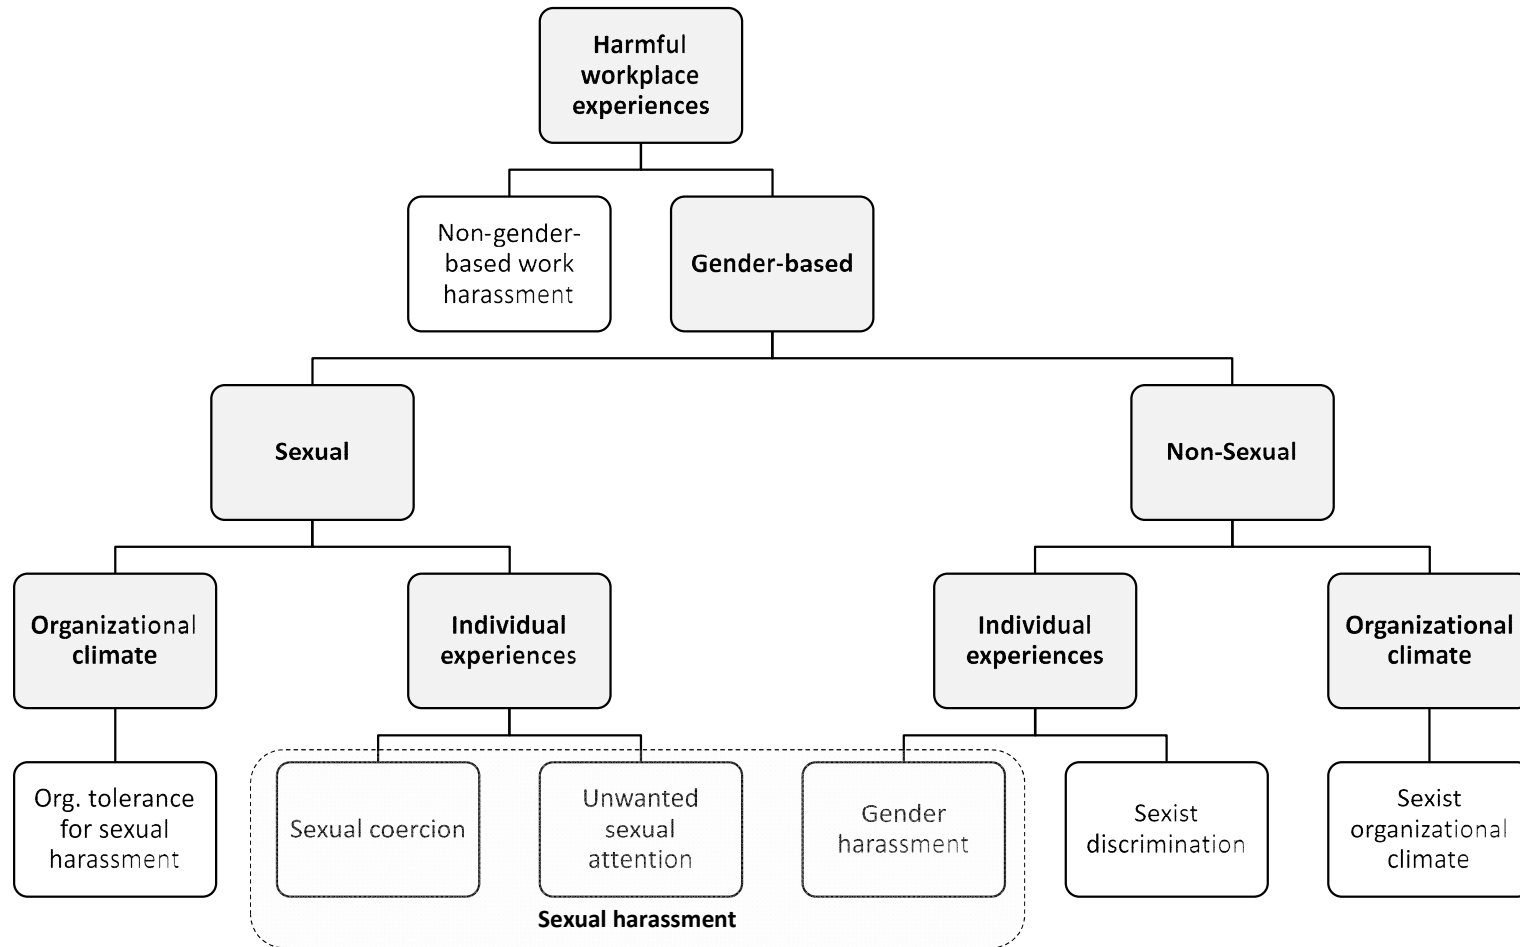 Harmful
workplace
experiences
Non-gender-
based work
harassment
Gender-based
Sexual
Non-Sexual
Organizational
climate
Individual
experiences
Individual
experiences
Organizational
climate
Org. tolerance
for sexual
harassment
Sexual coercion
Unwanted
sexual
attention
Gender
harassment
Sexist
discrimination
Sexist
organizational
climate
Sexual harassment